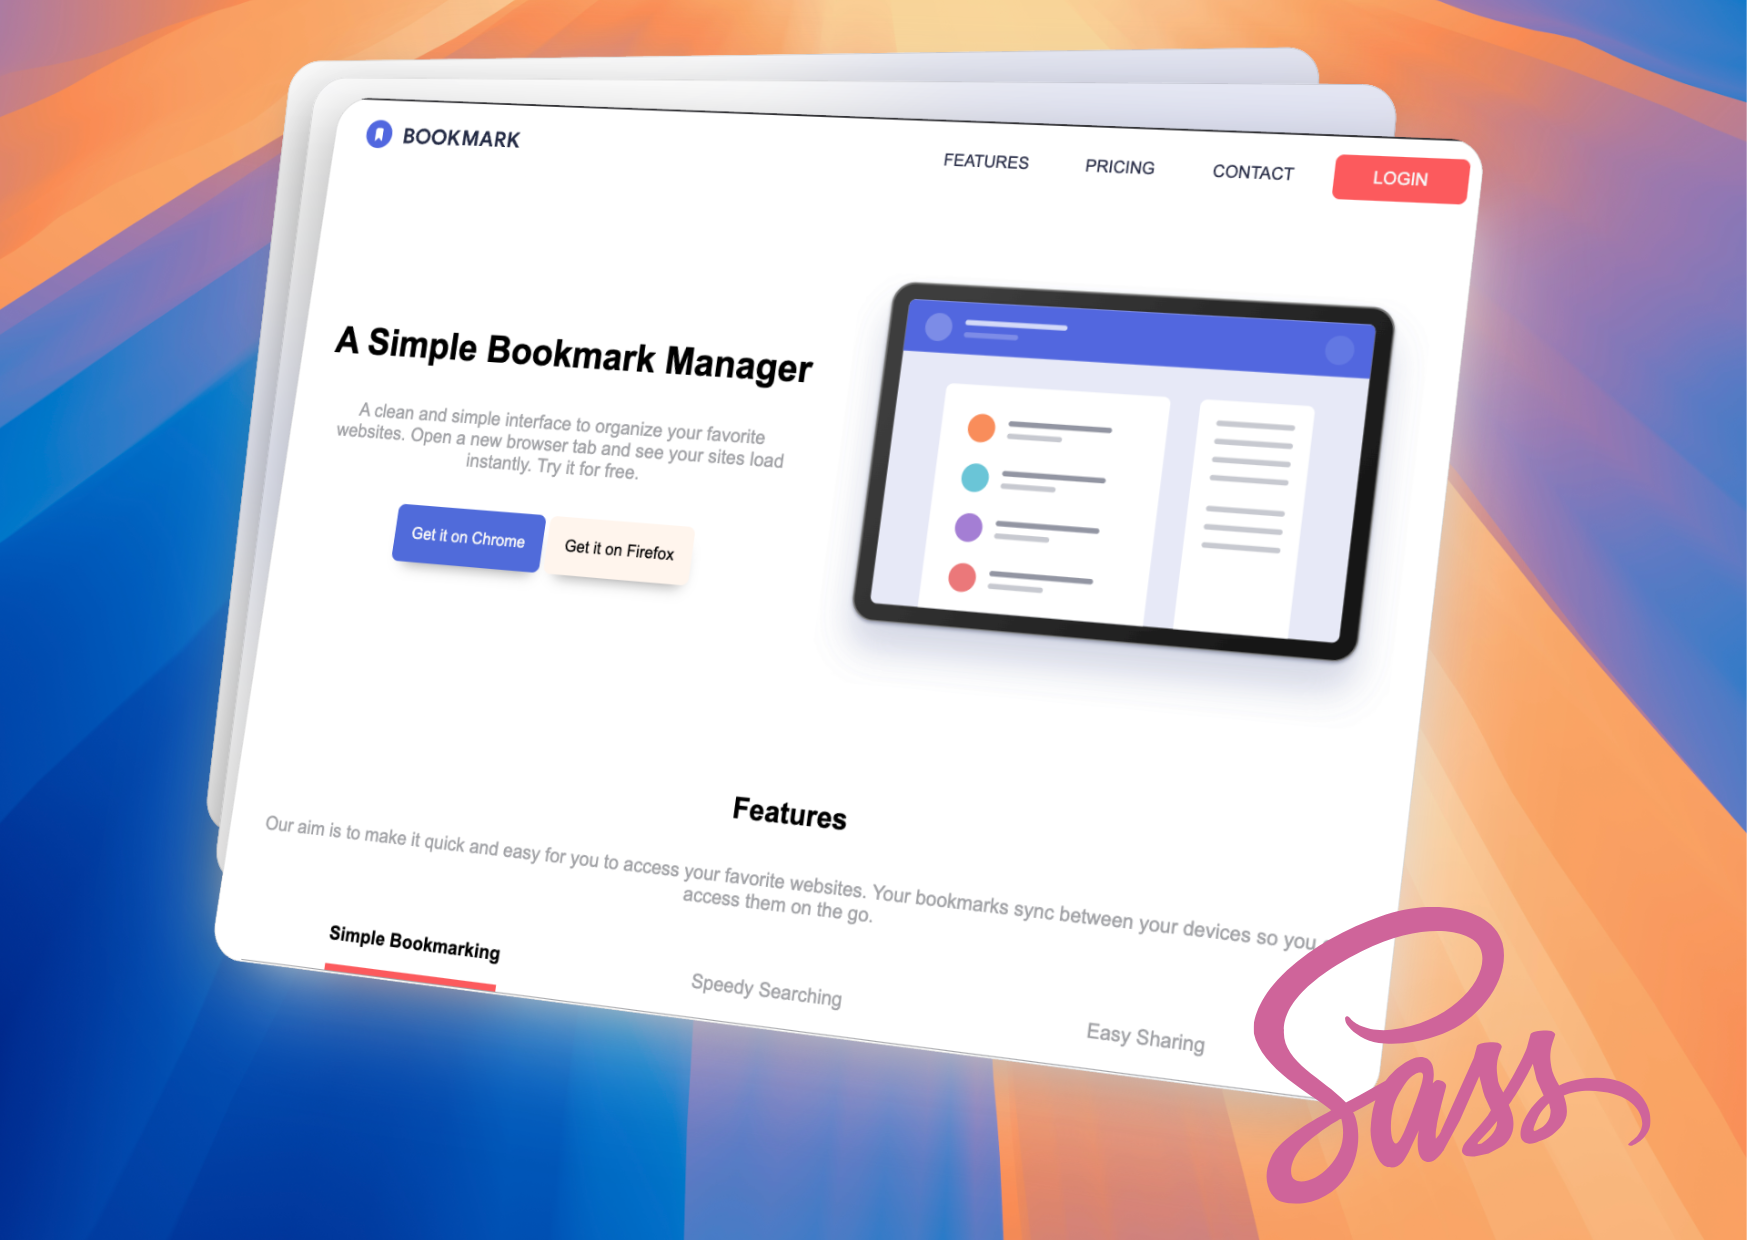 BOOKMARK
FEATURES
PRICING
CONTACT
LOGIN
A Simple Bookmark Manager
A clean and simple interface to organize your favorite
websites. Open a new browser tab and see your sites load
instantly. Try it for free.
Get it on Chrome
Get it on Firefox
Features
Our aim is to make it quick and easy for you to access your favorite websites. Your bookmarks sync between your devices so you
access them on the go.
Simple Bookmarking
Speedy Searching
Easy Sharing
Sass